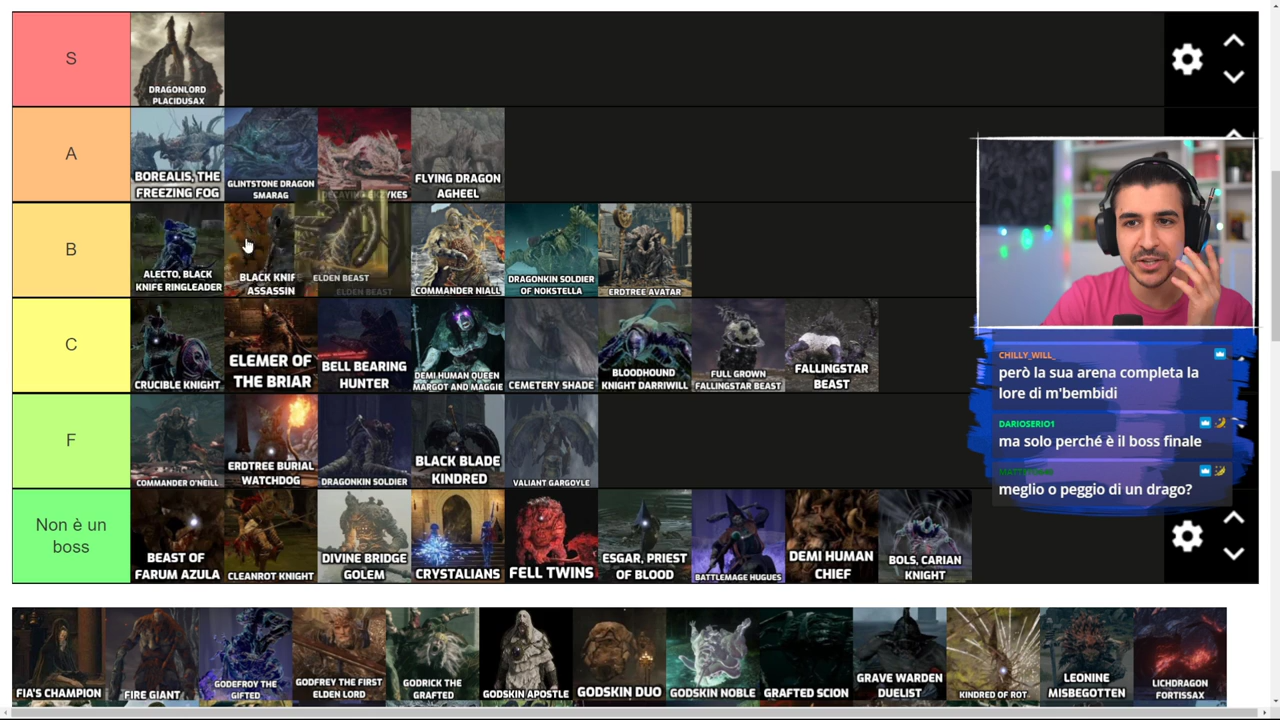 S
DRAGONLORD
PLACIDUSAX
A
BOREALIS, THE
FREEZING FOG
GLINTSTONE DRAGON
SMARAG
YKES
FLYING DRAGON
AGHEEL
B
ALECTO, BLACK
KNIFE RINGLEADER
BLACK KNIF
ASSASSIN
ELDEN BEAST
ELDEN BEAST
COMMANDER NIALL
DRAGONKIN SOLDIER
OF NOKSTELLA
ERDTREE AVATAR
C
CRUCIBLE KNIGHT
ELEMER OF
THE BRIAR
BELL BEARING
HUNTER
DEMI-HUMAN QUEEN
MARGOT AND MAGGIE
CEMETERY SHADE
BLOODHOUND
KNIGHT DARRIWILL
FULL GROWN
FALLINGSTAR BEAST
FALLINGSTAR
BEAST
F
COMMANDER O'NEILL
ERDTREE BURIAL
WATCHDOG
DRAGONKIN SOLDIER
BLACK BLADE
KINDRED
VALIANT GARGOYLE
Non è un
boss
BEAST OF
FARUM AZULA
CLEANROT KNIGHT
DIVINE BRIDGE
GOLEM
CRYSTALIANS
FELL TWINS
ESGAR, PRIEST
OF BLOOD
BATTLEMAGE HUGUES
DEMI HUMAN
CHIEF
BOLS, CARIAN
KNIGHT
CHILLY_WILL_
però la sua arena completa la
lore di m'bembidi
DARIOSERIO1
ma solo perché è il boss finale
meglio o peggio di un drago?
FIA'S CHAMPION
FIRE GIANT
GODEFROY THE
GIFTED
GODFREY THE FIRST
ELDEN LORD
GODRICK THE
GRAFTED
GODSKIN APOSTLE
GODSKIN DUO
GODSKIN NOBLE
GRAFTED SCION
GRAVE WARDEN
DUELIST
KINDRED OF ROT
LEONINE
MISBEGOTTEN
LICHDRAGON
FORTISSAX